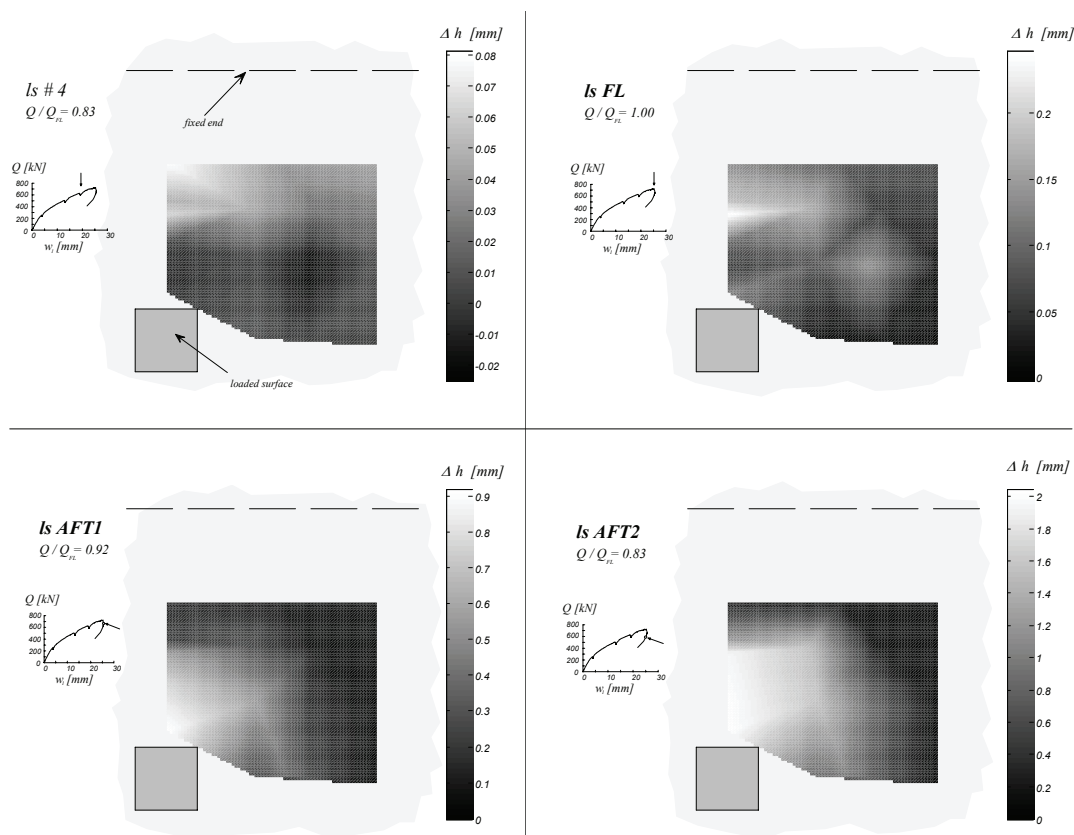 Δ h [mm]
ls # 4
Q / Q_FL = 0.83
fixed end
Q [kN]
800
600
400
200
0
0 10 20 30
w_i [mm]
loaded surface
0.08
0.07
0.06
0.05
0.04
0.03
0.02
0.01
0
-0.01
-0.02
Δ h [mm]
ls FL
Q / Q_FL = 1.00
Q [kN]
800
600
400
200
0
0 10 20 30
w_i [mm]
0.2
0.15
0.1
0.05
0
Δ h [mm]
ls AFT1
Q / Q_FL = 0.92
Q [kN]
800
600
400
200
0
0 10 20 30
w_i [mm]
0.9
0.8
0.7
0.6
0.5
0.4
0.3
0.2
0.1
0
Δ h [mm]
ls AFT2
Q / Q_FL = 0.83
Q [kN]
800
600
400
200
0
0 10 20 30
w_i [mm]
2
1.8
1.6
1.4
1.2
1
0.8
0.6
0.4
0.2
0